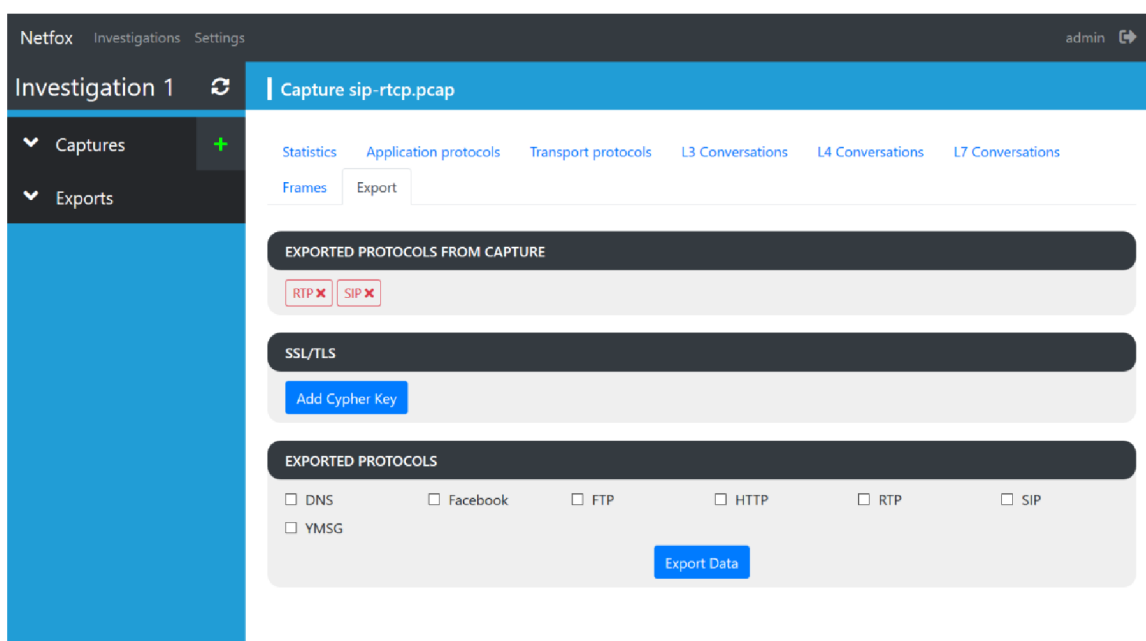 Netfox Investigations Settings admin
Investigation 1
Capture sip-rtcp.pcap
Captures
Exports
Statistics Application protocols Transport protocols L3 Conversations L4 Conversations L7 Conversations
Frames Export
EXPORTED PROTOCOLS FROM CAPTURE
RTP SIP
SSL/TLS
Add Cypher Key
EXPORTED PROTOCOLS
DNS Facebook FTP HTTP RTP SIP
YMSG
Export Data